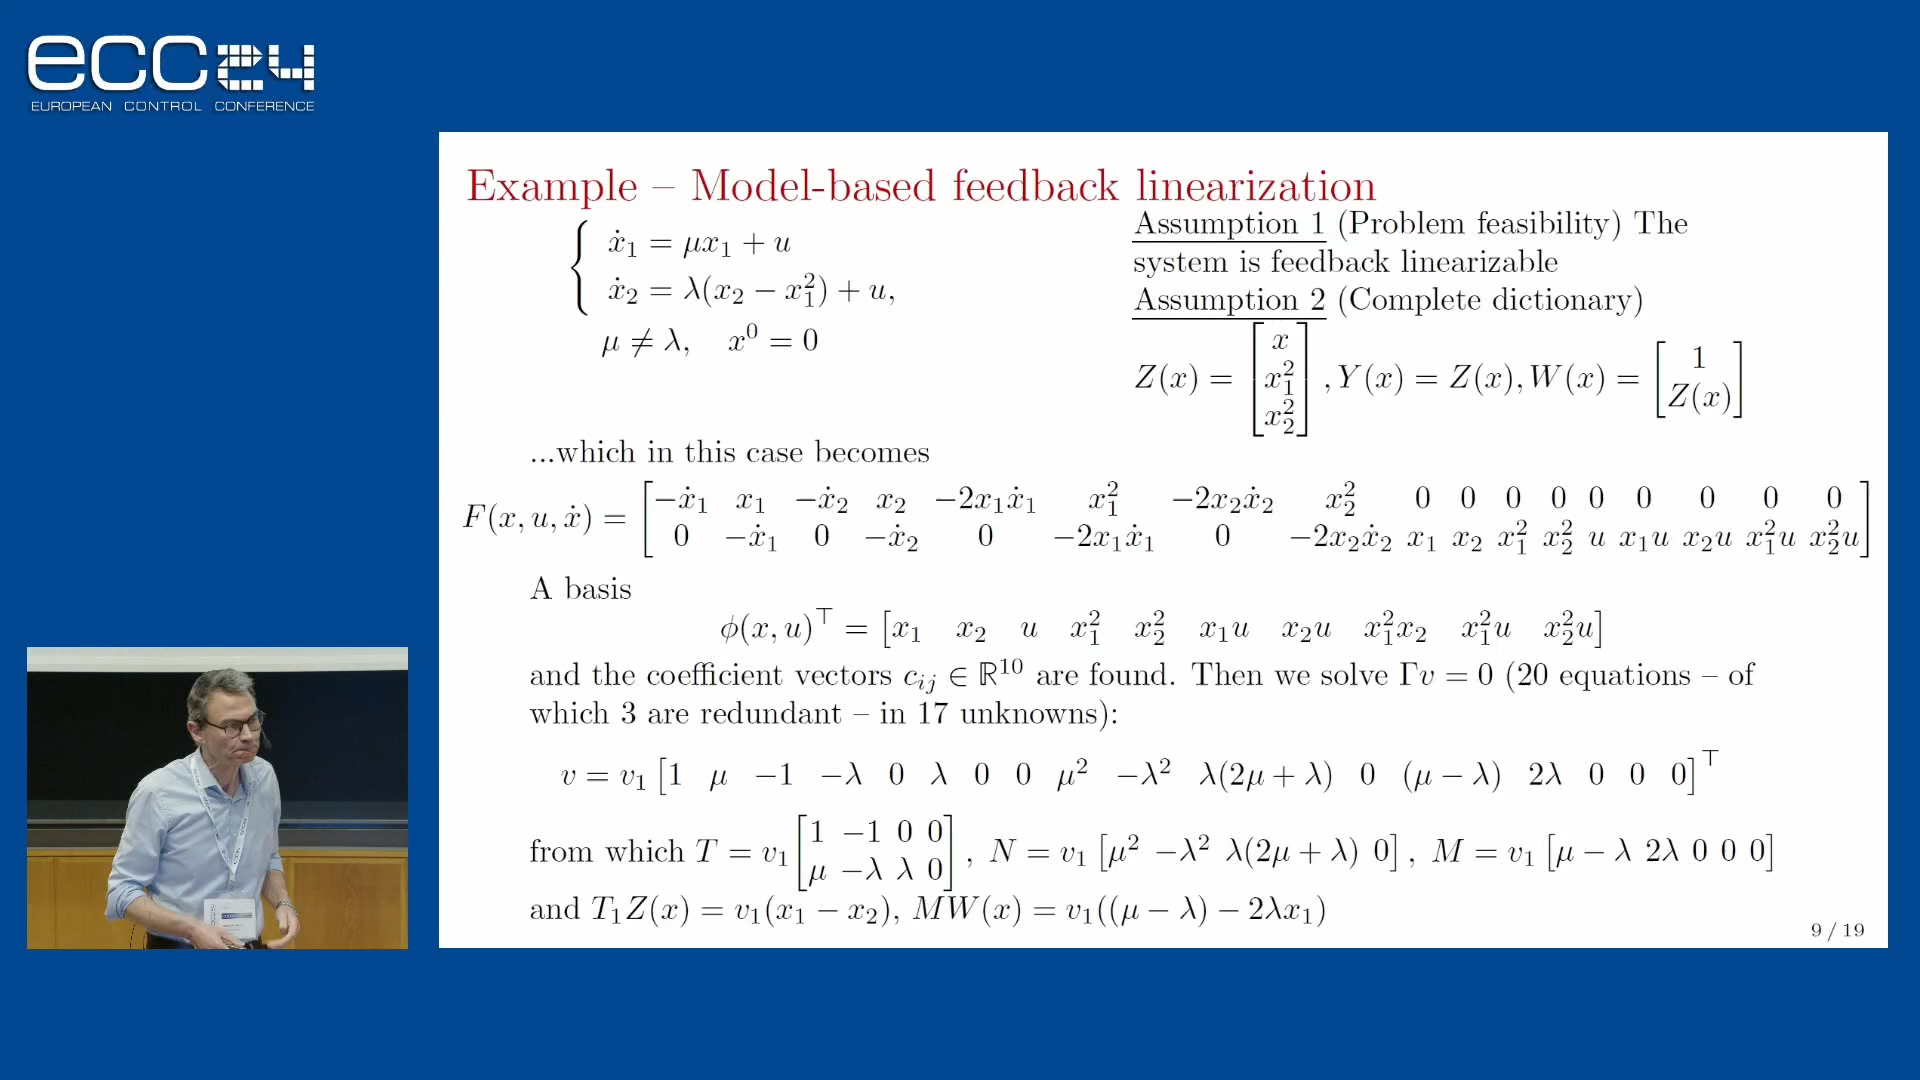 ecc24
EUROPEAN CONTROL CONFERENCE
Example – Model-based feedback linearization
ẋ₁ = μx₁ + u
ẋ₂ = λ(x₂ − x₁²) + u,
μ ≠ λ, x⁰ = 0
Assumption 1 (Problem feasibility) The
system is feedback linearizable
Assumption 2 (Complete dictionary)
Z(x) = [x x₁² x₂²], Y(x) = Z(x), W(x) = [1 Z(x)]
...which in this case becomes
F(x, u, ẋ) = [−ẋ₁ x₁ −ẋ₂ x₂ −2x₁ẋ₁ x₁² −2x₂ẋ₂ x₂² 0 0 0 0 0 0 0 0 0
0 −ẋ₁ 0 −ẋ₂ 0 −2x₁ẋ₁ 0 −2x₂ẋ₂ x₁ x₂ x₁² x₂² u x₁u x₂u x₁²u x₂²u]
A basis
ϕ(x, u)⊤ = [x₁ x₂ u x₁² x₂² x₁u x₂u x₁²x₂ x₁²u x₂²u]
and the coefficient vectors cᵢⱼ ∈ ℝ¹⁰ are found. Then we solve Γv = 0 (20 equations – of
which 3 are redundant – in 17 unknowns):
v = v₁ [1 μ −1 −λ 0 λ 0 0 μ² −λ² λ(2μ + λ) 0 (μ − λ) 2λ 0 0 0]⊤
from which T = v₁ [1 −1 0 0
μ −λ λ 0], N = v₁ [μ² −λ² λ(2μ + λ) 0], M = v₁ [μ − λ 2λ 0 0 0]
and T₁Z(x) = v₁(x₁ − x₂), MW(x) = v₁((μ − λ) − 2λx₁)
9 / 19